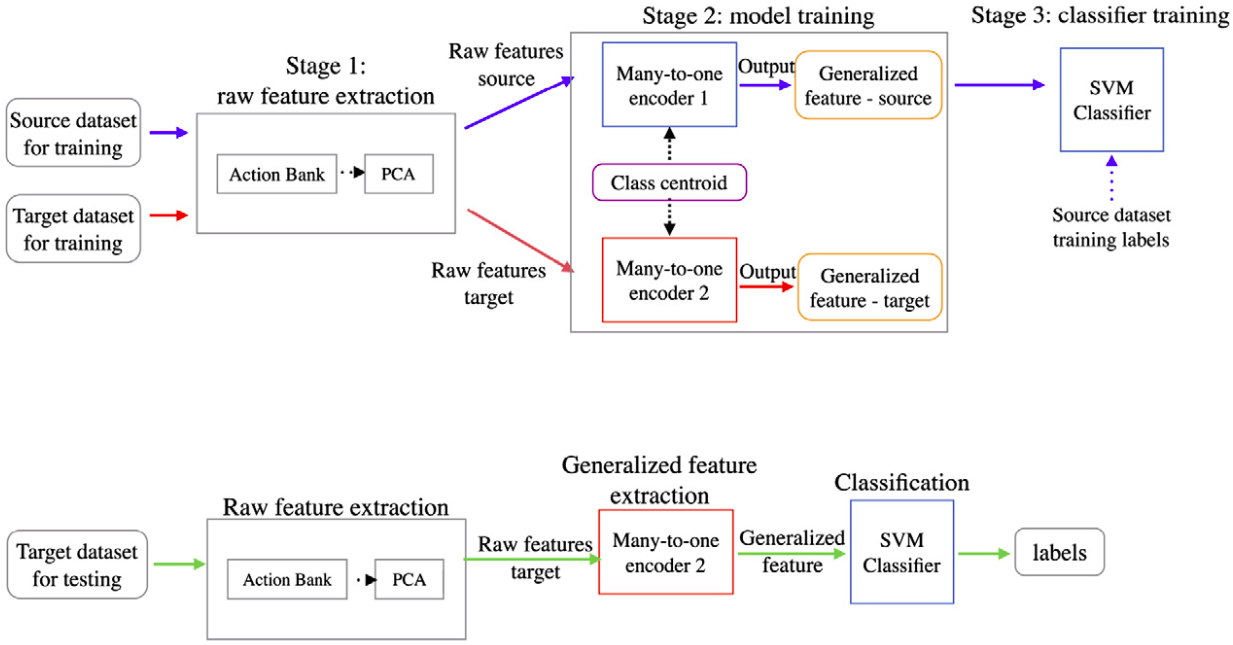 Stage 1:
raw feature extraction
Source dataset
for training
Target dataset
for training
Action Bank
PCA
Raw features
source
Raw features
target
Stage 2: model training
Many-to-one
encoder 1
Output
Generalized
feature - source
Class centroid
Many-to-one
encoder 2
Output
Generalized
feature - target
Stage 3: classifier training
SVM
Classifier
Source dataset
training labels
Target dataset
for testing
Raw feature extraction
Action Bank
PCA
Raw features
target
Generalized feature
extraction
Many-to-one
encoder 2
Generalized
feature
Classification
SVM
Classifier
labels